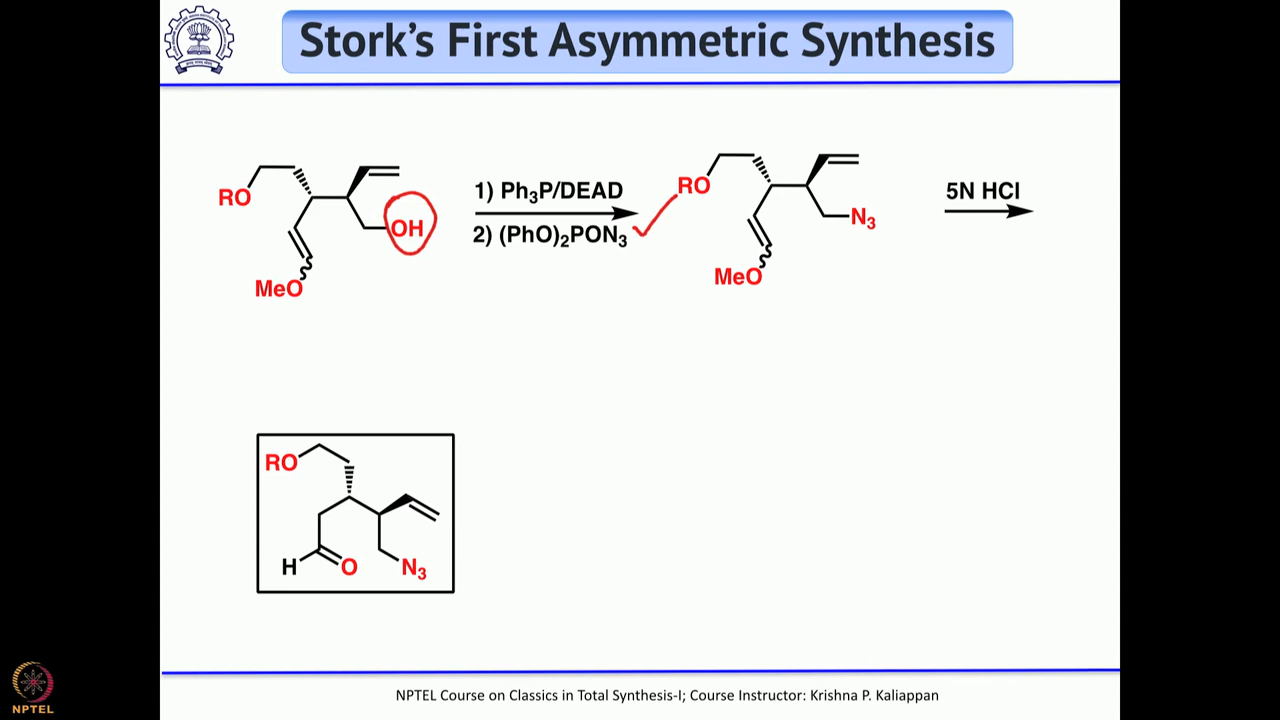 Stork's First Asymmetric Synthesis
RO
OH
MeO
1) Ph₃P/DEAD
2) (PhO)₂PON₃
RO
N₃
MeO
5N HCl
RO
H
O
N₃
NPTEL Course on Classics in Total Synthesis-I; Course Instructor: Krishna P. Kaliappan
NPTEL